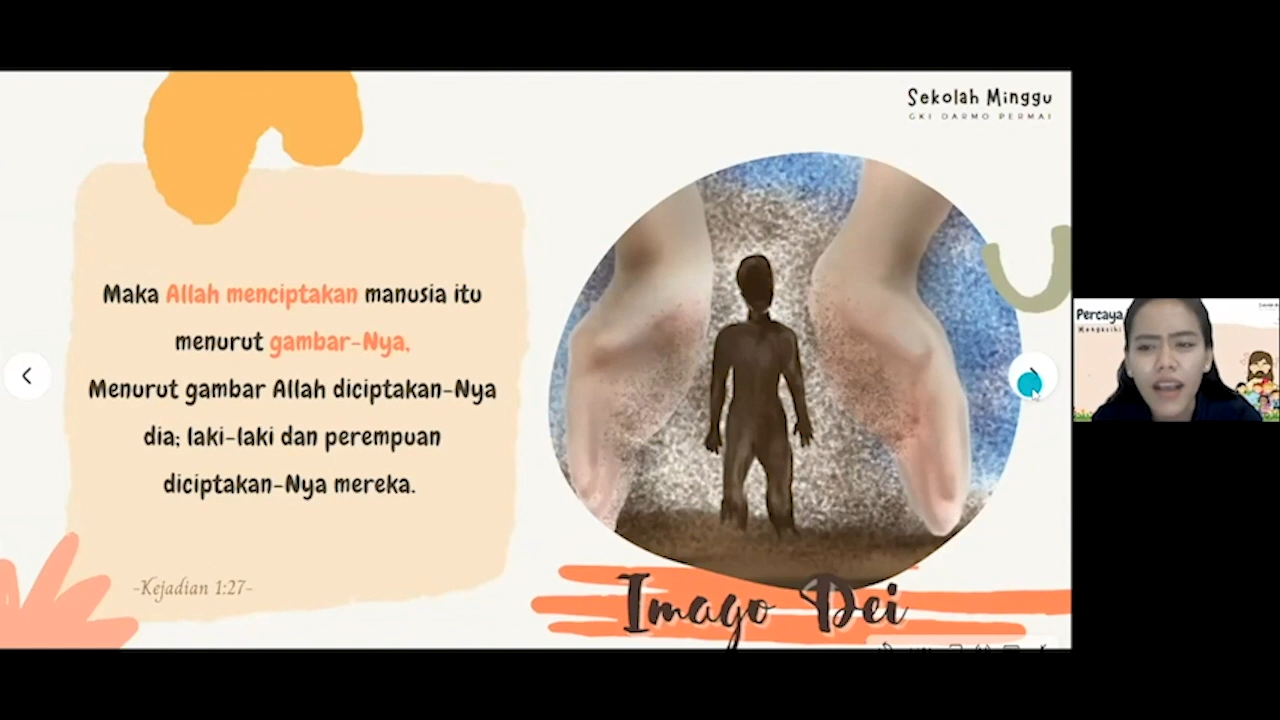 Sekolah Minggu
GKI DARMO PERMAI
Maka Allah menciptakan manusia itu
menurut gambar-Nya.
Menurut gambar Allah diciptakan-Nya
dia; laki-laki dan perempuan
diciptakan-Nya mereka.
-Kejadian 1:27-
Imago Dei
Percaya
Mengasihi